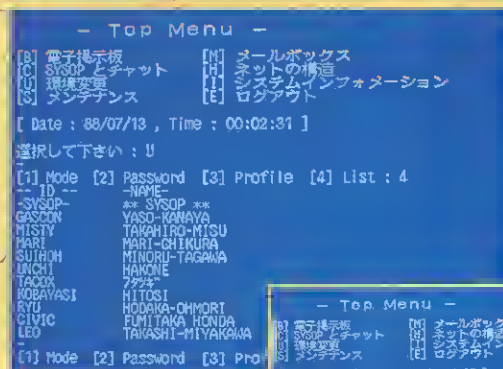 — Top Menu —
[B] 電子掲示板 [M] メールボックス
[C] SYSOP とチャット [H] ネットの構造
[U] 環境変更 [I] システムインフォメーション
[S] メンテナンス [E] ログアウト
[ Date : 88/07/13 , Time : 00:02:31 ]
選択して下さい : U
[1] Mode [2] Password [3] Profile [4] List : 4
-- ID -- -NAME-
-SYSOP- ** SYSOP **
GASCON YASO-KANAYA
MISTY TAKAHIRO-MISU
MARI MARI-CHIKURA
SUIHOH MINORU-TAGAWA
UNCHI HAKONE
TACOX
KOBAYASI HITOSI
RYU HODAKA-OHMORI
CIVIC FUMITAKA HONDA
LEO TAKASHI-MIYAKAWA
[1] Mode [2] Password [3] Pro
— Top Menu —
[B] 電子掲示板 [M] メールボック
[C] SYSOP とチャット [H] ネットの構造
[U] 環境変更 [I] システムイン
[S] メンテナンス [E] ログアウト